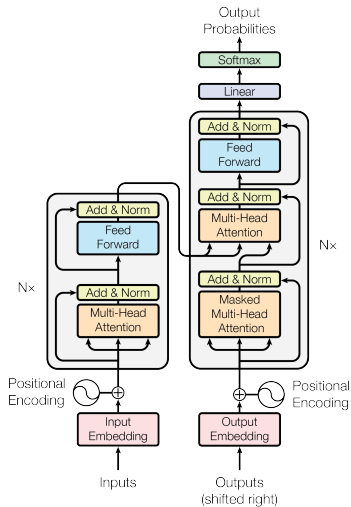 Output
Probabilities
Softmax
Linear
Add & Norm
Feed
Forward
Add & Norm
Multi-Head
Attention
Add & Norm
Masked
Multi-Head
Attention
N×
Add & Norm
Feed
Forward
Add & Norm
Multi-Head
Attention
N×
Positional
Encoding
Positional
Encoding
Input
Embedding
Output
Embedding
Inputs
Outputs
(shifted right)